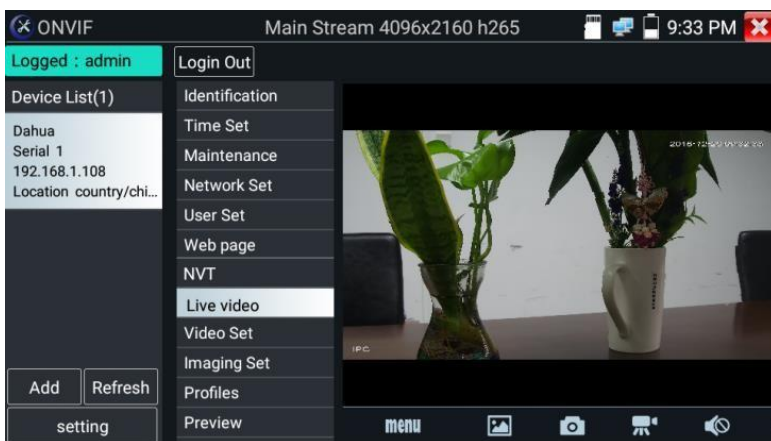 ONVIF
Main Stream 4096x2160 h265
9:33 PM
Logged : admin
Login Out
Device List(1)
Dahua
Serial 1
192.168.1.108
Location country/chi...
Add
Refresh
setting
Identification
Time Set
Maintenance
Network Set
User Set
Web page
NVT
Live video
Video Set
Imaging Set
Profiles
Preview
IPC
menu